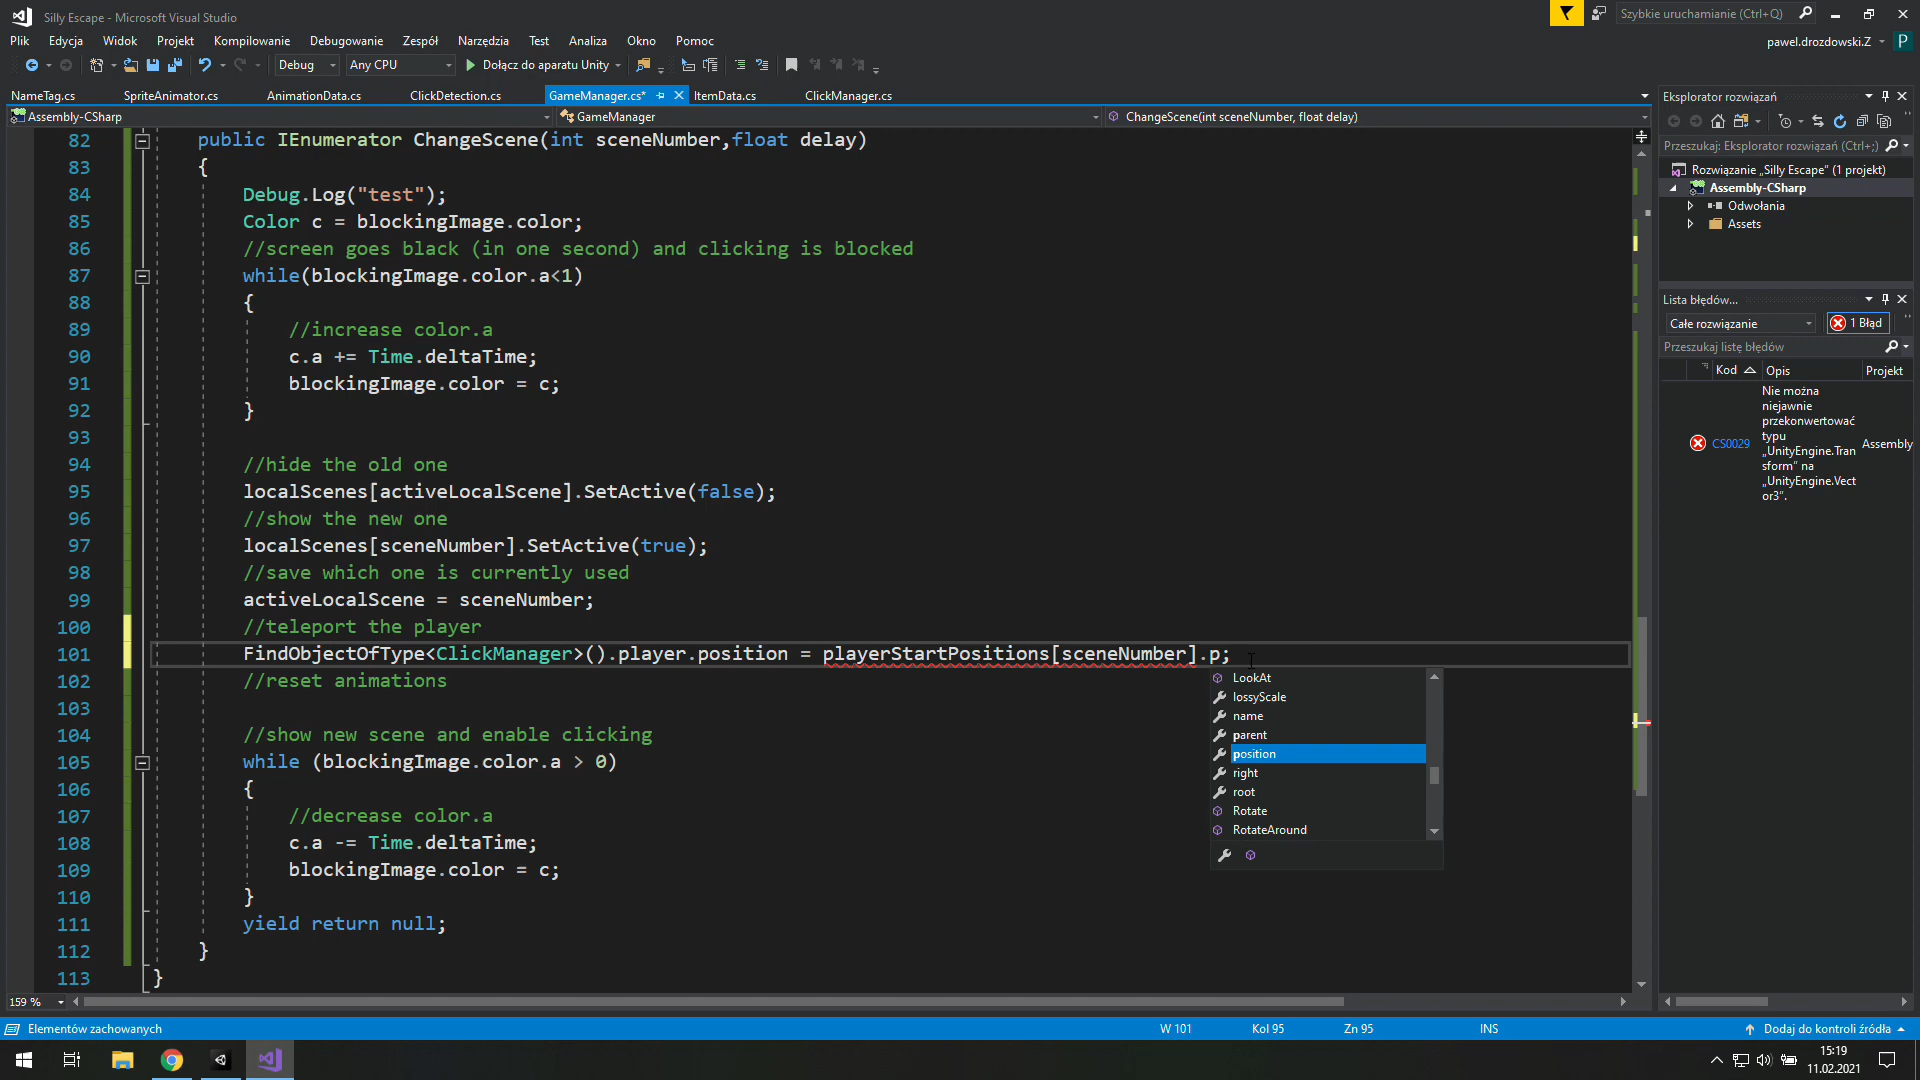 Silly Escape - Microsoft Visual Studio
Szybkie uruchamianie (Ctrl+Q)
Plik Edycja Widok Projekt Kompilowanie Debugowanie Zespół Narzędzia Test Analiza Okno Pomoc
pawel.drozdowski.Z
P
Debug Any CPU Dołącz do aparatu Unity
NameTag.cs SpriteAnimator.cs AnimationData.cs ClickDetection.cs GameManager.cs* ItemData.cs ClickManager.cs
Assembly-CSharp GameManager ChangeScene(int sceneNumber, float delay)
82 public IEnumerator ChangeScene(int sceneNumber,float delay)
83 {
84 Debug.Log("test");
85 Color c = blockingImage.color;
86 //screen goes black (in one second) and clicking is blocked
87 while(blockingImage.color.a<1)
88 {
89 //increase color.a
90 c.a += Time.deltaTime;
91 blockingImage.color = c;
92 }
93
94 //hide the old one
95 localScenes[activeLocalScene].SetActive(false);
96 //show the new one
97 localScenes[sceneNumber].SetActive(true);
98 //save which one is currently used
99 activeLocalScene = sceneNumber;
100 //teleport the player
101 FindObjectOfType<ClickManager>().player.position = playerStartPositions[sceneNumber].p;
102 //reset animations
103
104 //show new scene and enable clicking
105 while (blockingImage.color.a > 0)
106 {
107 //decrease color.a
108 c.a -= Time.deltaTime;
109 blockingImage.color = c;
110 }
111 yield return null;
112 }
113 }
LookAt
lossyScale
name
parent
position
right
root
Rotate
RotateAround
159 %
Eksplorator rozwiązań
Przeszukaj: Eksplorator rozwiązań (Ctrl+;)
Rozwiązanie „Silly Escape” (1 projekt)
Assembly-CSharp
Odwołania
Assets
Lista błędów...
Całe rozwiązanie 1 Błąd
Przeszukaj listę błędów
Kod Opis Projekt
Nie można
niejawnie
przekonwertować
typu
„UnityEngine.Tran
sform” na
„UnityEngine.Vect
or3”.
CS0029
Assembly
Elementów zachowanych W 101 Kol 95 Zn 95 INS Dodaj do kontroli źródła
15:19
11.02.2021